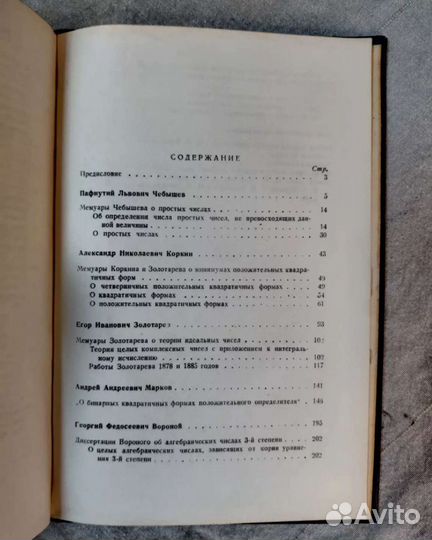 СОДЕРЖАНИЕ
Стр.
Предисловие . . . 3
Пафнутий Львович Чебышев . . . 5
Мемуары Чебышева о простых числах . . . 14
Об определении числа простых чисел, не превосходящих дан-
ной величины . . . 14
О простых числах . . . 30
Александр Николаевич Коркин . . . 43
Мемуары Коркина и Золотарева о минимумах положительных квадра-
тичных форм . . . 49
О четверничных положительных квадратичных формах . . . 49
О квадратичных формах . . . 54
О положительных квадратичных формах . . . 61
Егор Иванович Золотарев . . . 93
Мемуары Золотарева о теории идеальных чисел . . .
Теория целых комплексных чисел с приложением к интеграль-
ному исчислению . . .
Работы Золотарева 1878 и 1885 годов . . . 117
Андрей Андреевич Марков . . . 141
„О бинарных квадратичных формах положительного определителя“ . . . 146
Георгий Федосеевич Вороной . . . 195
Диссертация Вороного об алгебраических числах 3-й степени . . . 202
О целых алгебраических числах, зависящих от корня уравне-
ния 3-й степени . . . 202
Avito